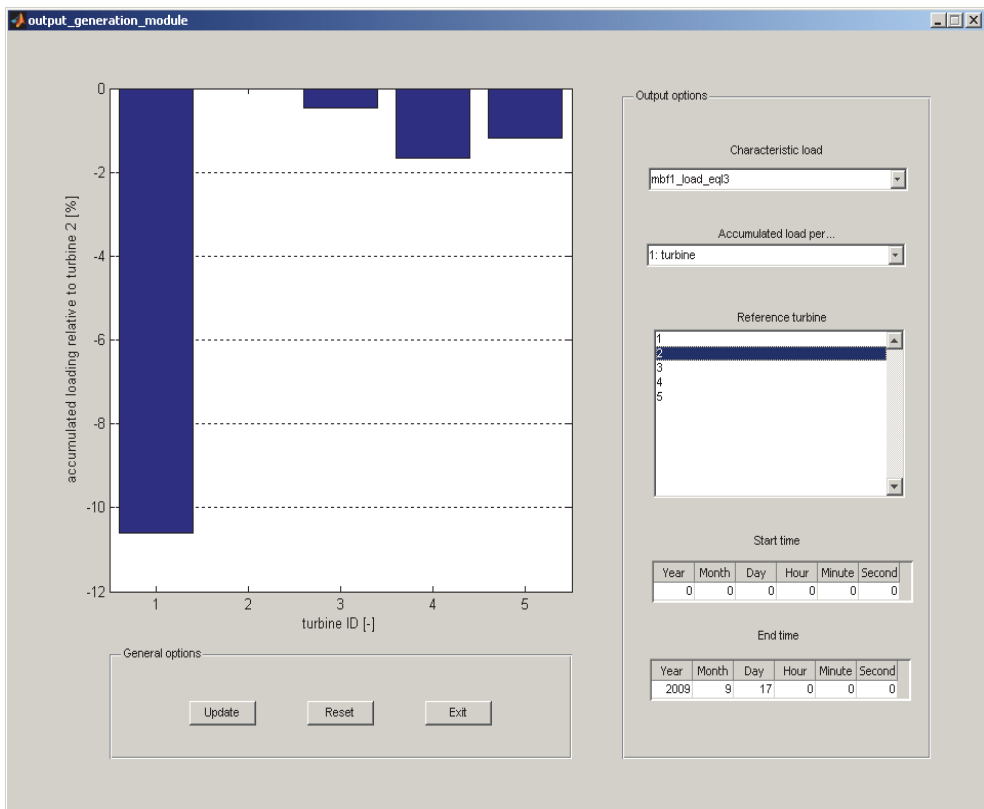 output_generation_module
0
-2
-4
-6
-8
-10
-12
accumulated loading relative to turbine 2 [%]
1 2 3 4 5
turbine ID [-]
General options
Update Reset Exit
Output options
Characteristic load
mbf1_load_eql3
Accumulated load per...
1: turbine
Reference turbine
1
2
3
4
5
Start time
Year Month Day Hour Minute Second
0 0 0 0 0 0
End time
Year Month Day Hour Minute Second
2009 9 17 0 0 0